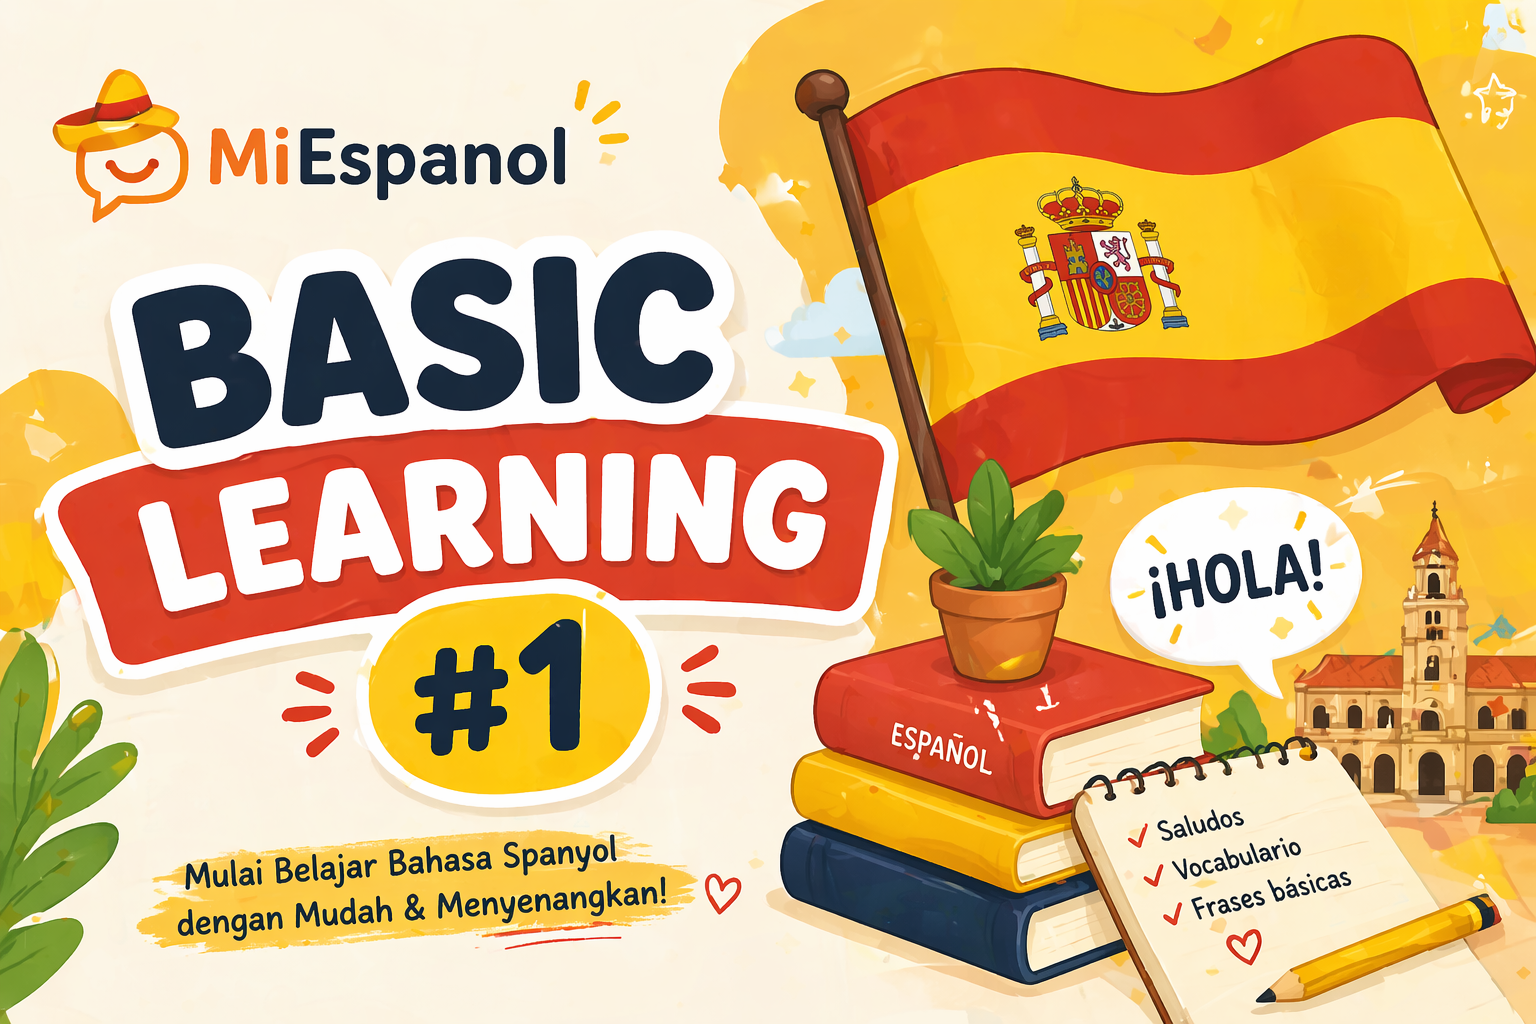 MiEspanol
BASIC
LEARNING
#1
Mulai Belajar Bahasa Spanyol
dengan Mudah & Menyenangkan!
¡HOLA!
ESPAÑOL
Saludos
Vocabulario
Frases básicas